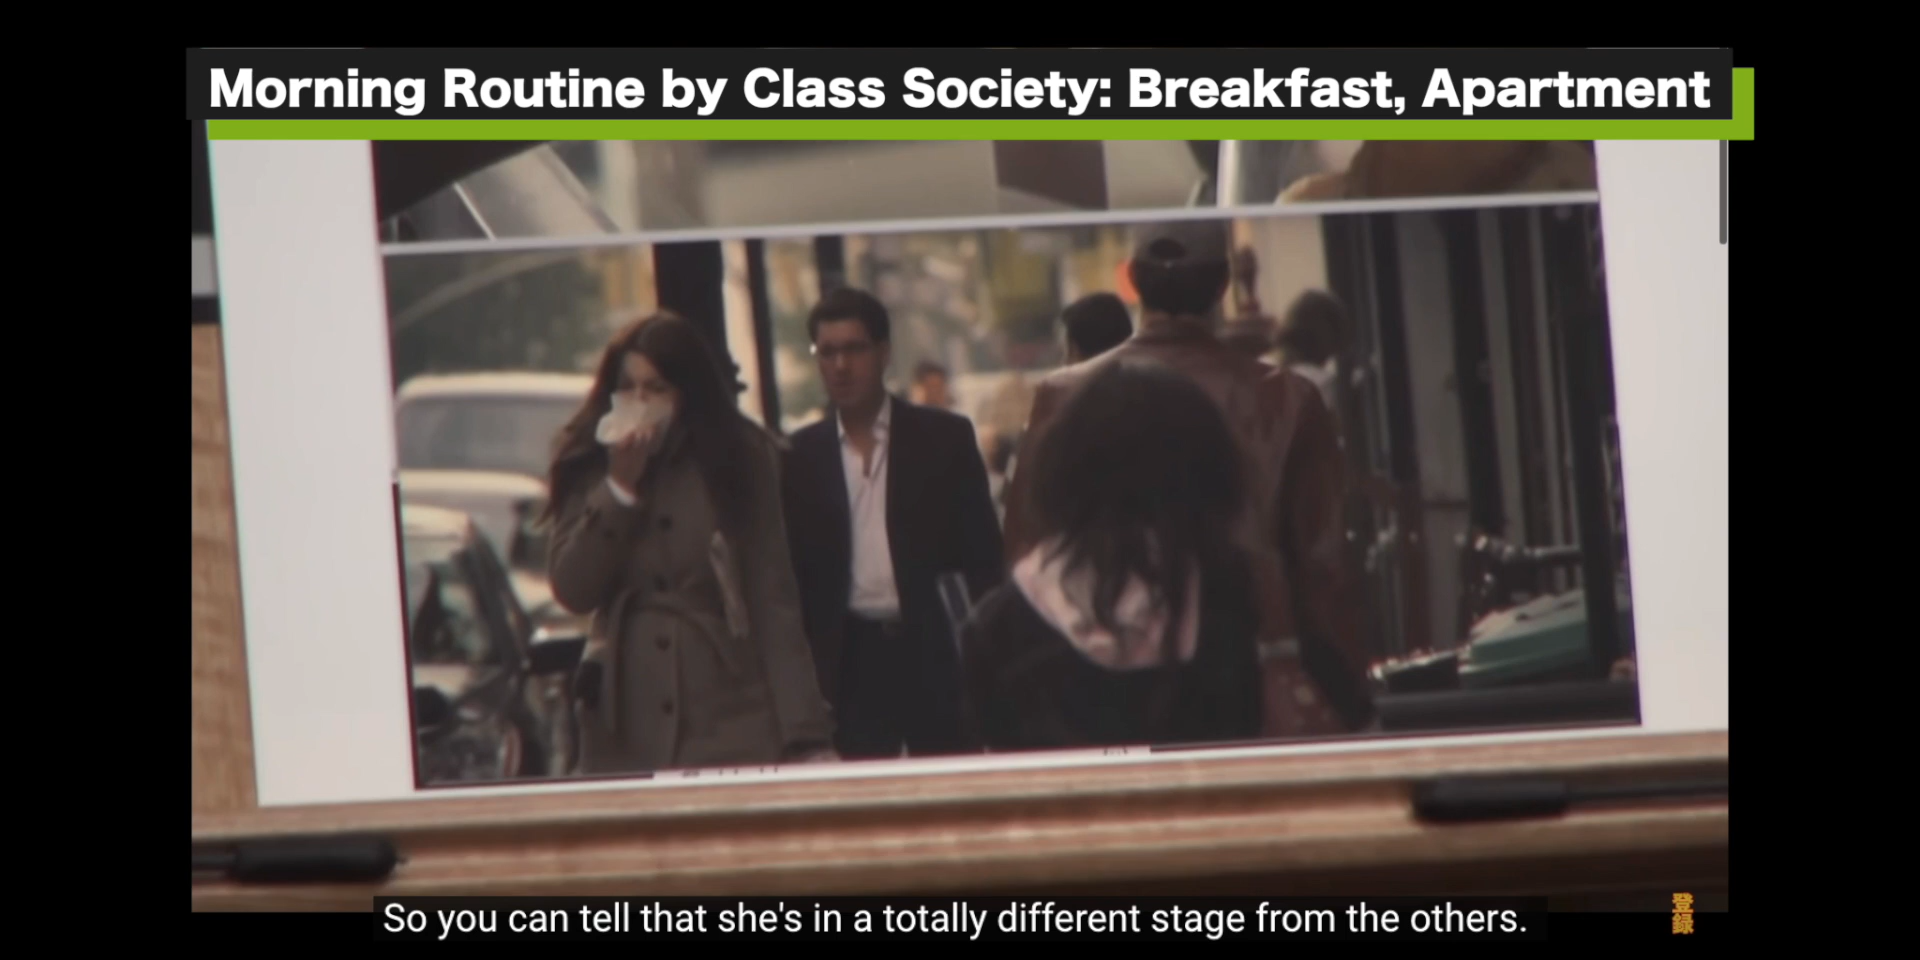 Morning Routine by Class Society: Breakfast, Apartment
So you can tell that she's in a totally different stage from the others.
登録